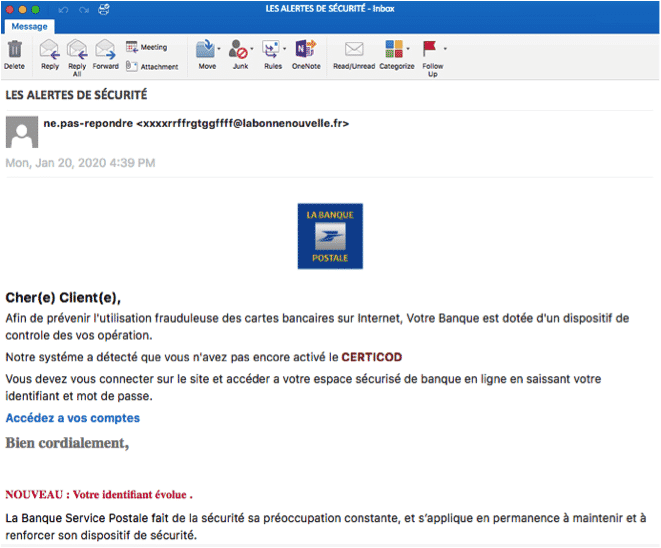 LES ALERTES DE SÉCURITÉ - Inbox
Message
Delete
Reply
Reply All
Forward
Meeting
Attachment
Move
Junk
Rules
OneNote
Read/Unread
Categorize
Follow Up
LES ALERTES DE SÉCURITÉ
ne.pas-repondre <xxxxrrffrgtggffff@labonnenouvelle.fr>
Mon, Jan 20, 2020 4:39 PM
LA BANQUE
POSTALE
Cher(e) Client(e),
Afin de prévenir l'utilisation frauduleuse des cartes bancaires sur Internet, Votre Banque est dotée d'un dispositif de
controle des vos opération.
Notre systéme a détecté que vous n'avez pas encore activé le CERTICOD
Vous devez vous connecter sur le site et accéder a votre espace sécurisé de banque en ligne en saissant votre
identifiant et mot de passe.
Accédez a vos comptes
Bien cordialement,
NOUVEAU : Votre identifiant évolue .
La Banque Service Postale fait de la sécurité sa préoccupation constante, et s'applique en permanence à maintenir et à
renforcer son dispositif de sécurité.